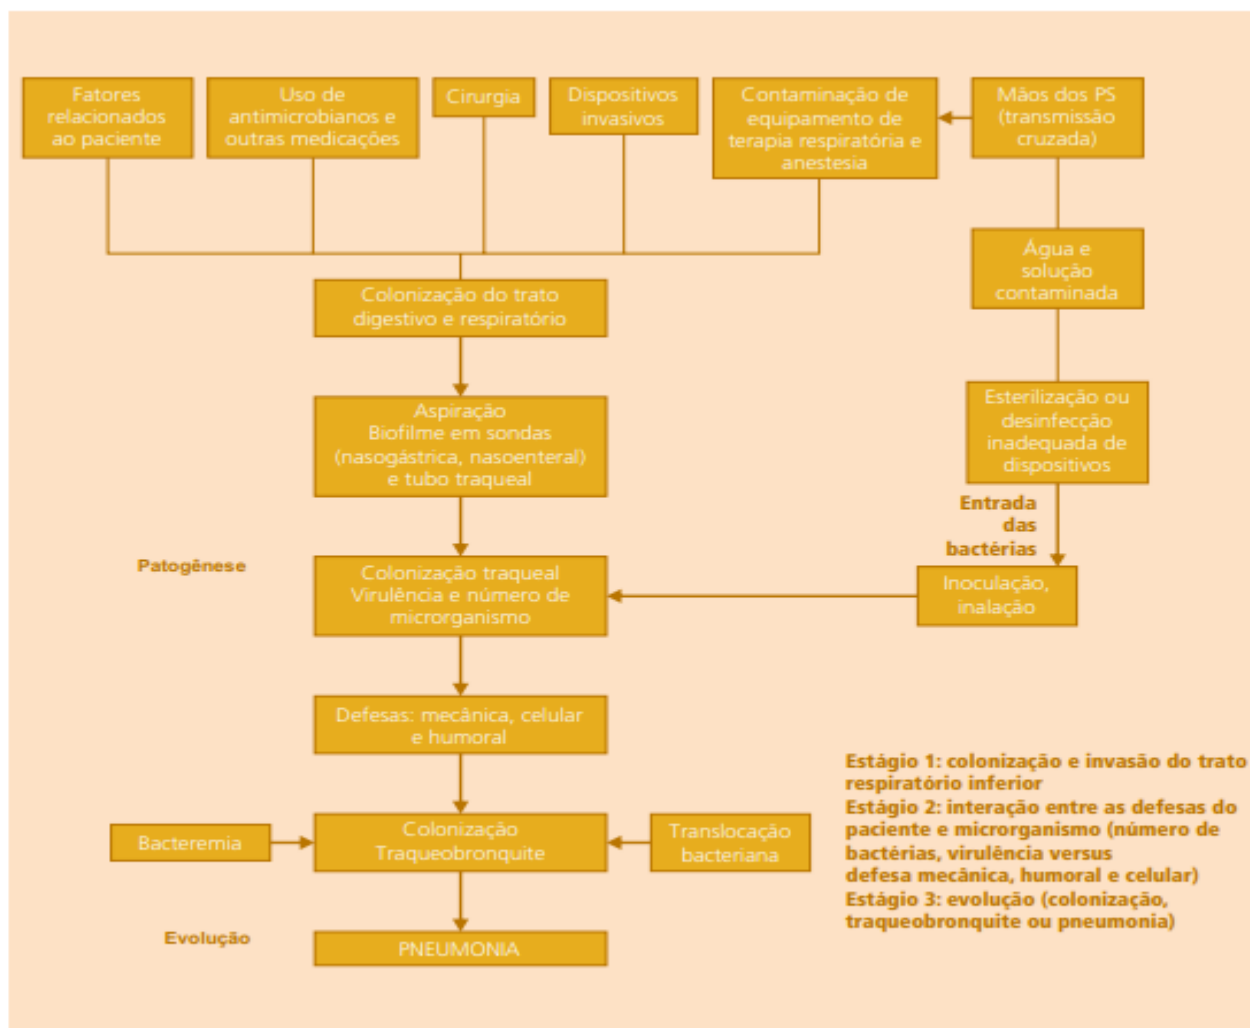 Fatores
relacionados
ao paciente
Uso de
antimicrobianos e
outras medicações
Cirurgia
Dispositivos
invasivos
Contaminação de
equipamento de
terapia respiratória e
anestesia
Mãos dos PS
(transmissão
cruzada)
Água e
solução
contaminada
Colonização do trato
digestivo e respiratório
Esterilização ou
desinfecção
inadequada de
dispositivos
Aspiração
Biofilme em sondas
(nasogástrica, nasoenteral)
e tubo traqueal
Entrada
das
bactérias
Patogênese
Colonização traqueal
Virulência e número de
microrganismo
Inoculação,
inalação
Defesas: mecânica, celular
e humoral
Estágio 1: colonização e invasão do trato
respiratório inferior
Estágio 2: interação entre as defesas do
paciente e microrganismo (número de
bactérias, virulência versus
defesa mecânica, humoral e celular)
Estágio 3: evolução (colonização,
traqueobronquite ou pneumonia)
Bacteremia
Colonização
Traqueobronquite
Translocação
bacteriana
Evolução
PNEUMONIA